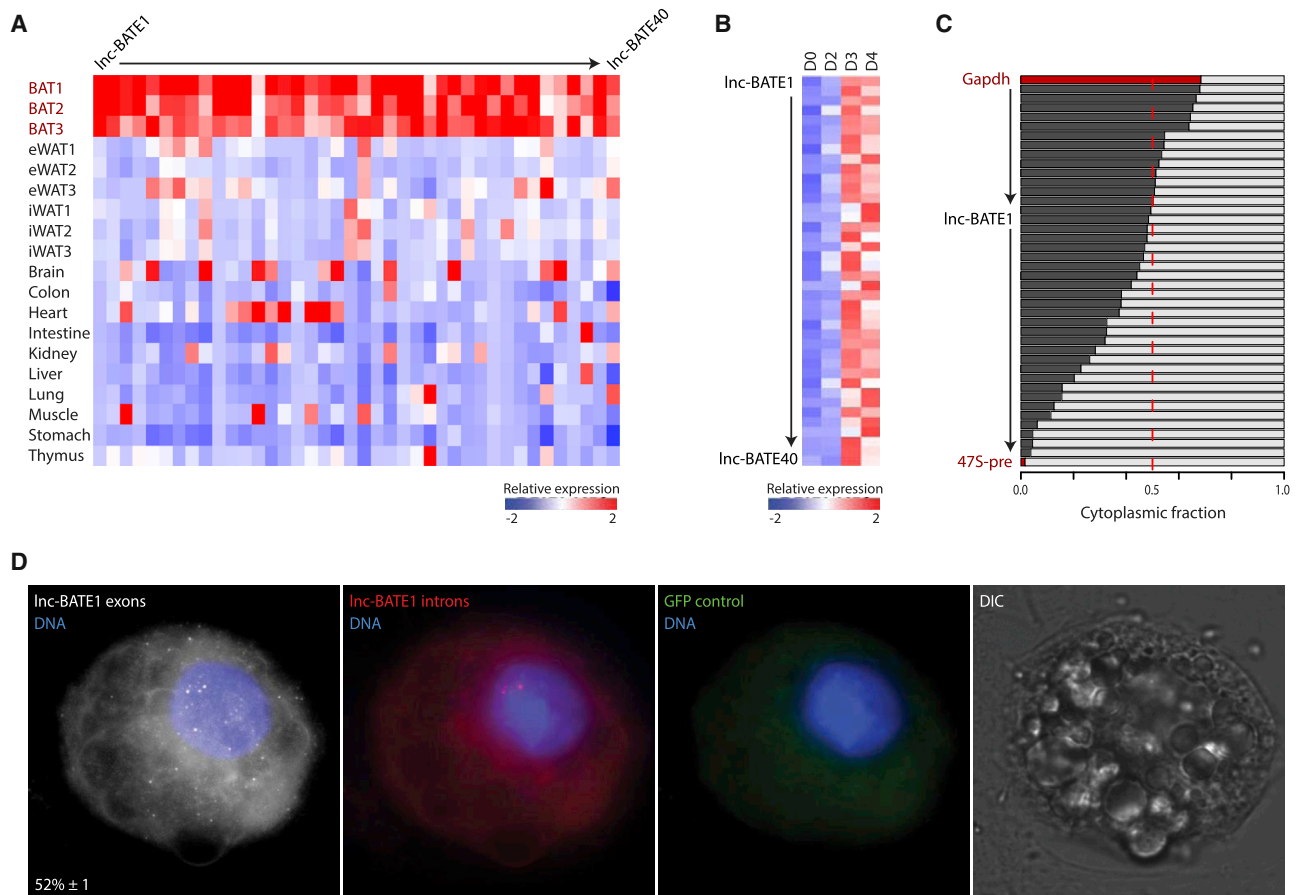 A
lnc-BATE1
lnc-BATE40
BAT1
BAT2
BAT3
eWAT1
eWAT2
eWAT3
iWAT1
iWAT2
iWAT3
Brain
Colon
Heart
Intestine
Kidney
Liver
Lung
Muscle
Stomach
Thymus
Relative expression
-2 2
B
D0 D2 D3 D4
lnc-BATE1
lnc-BATE40
Relative expression
-2 2
C
Gapdh
lnc-BATE1
47S-pre
0.0 0.5 1.0
Cytoplasmic fraction
D
lnc-BATE1 exons
DNA
52% ± 1
lnc-BATE1 introns
DNA
GFP control
DNA
DIC